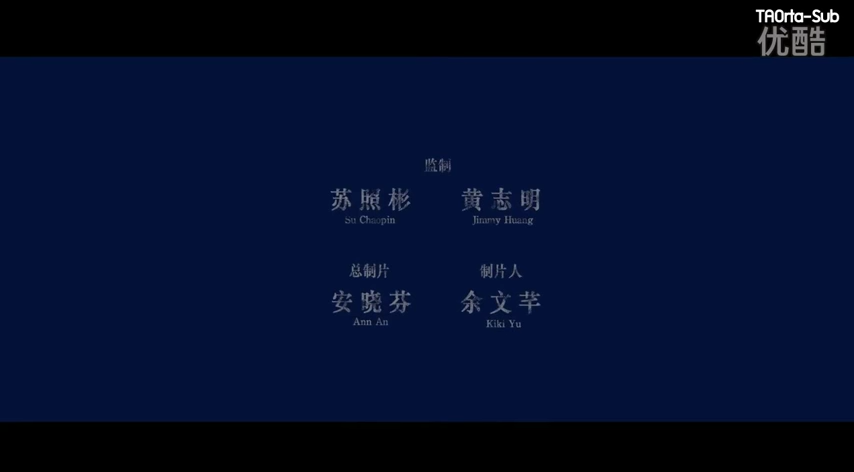 TAOrta-Sub
优酷
监制
苏照彬 黄志明
Su Chaopin Jimmy Huang
总制片 制片人
安晓芬 余文芊
Ann An Kiki Yu